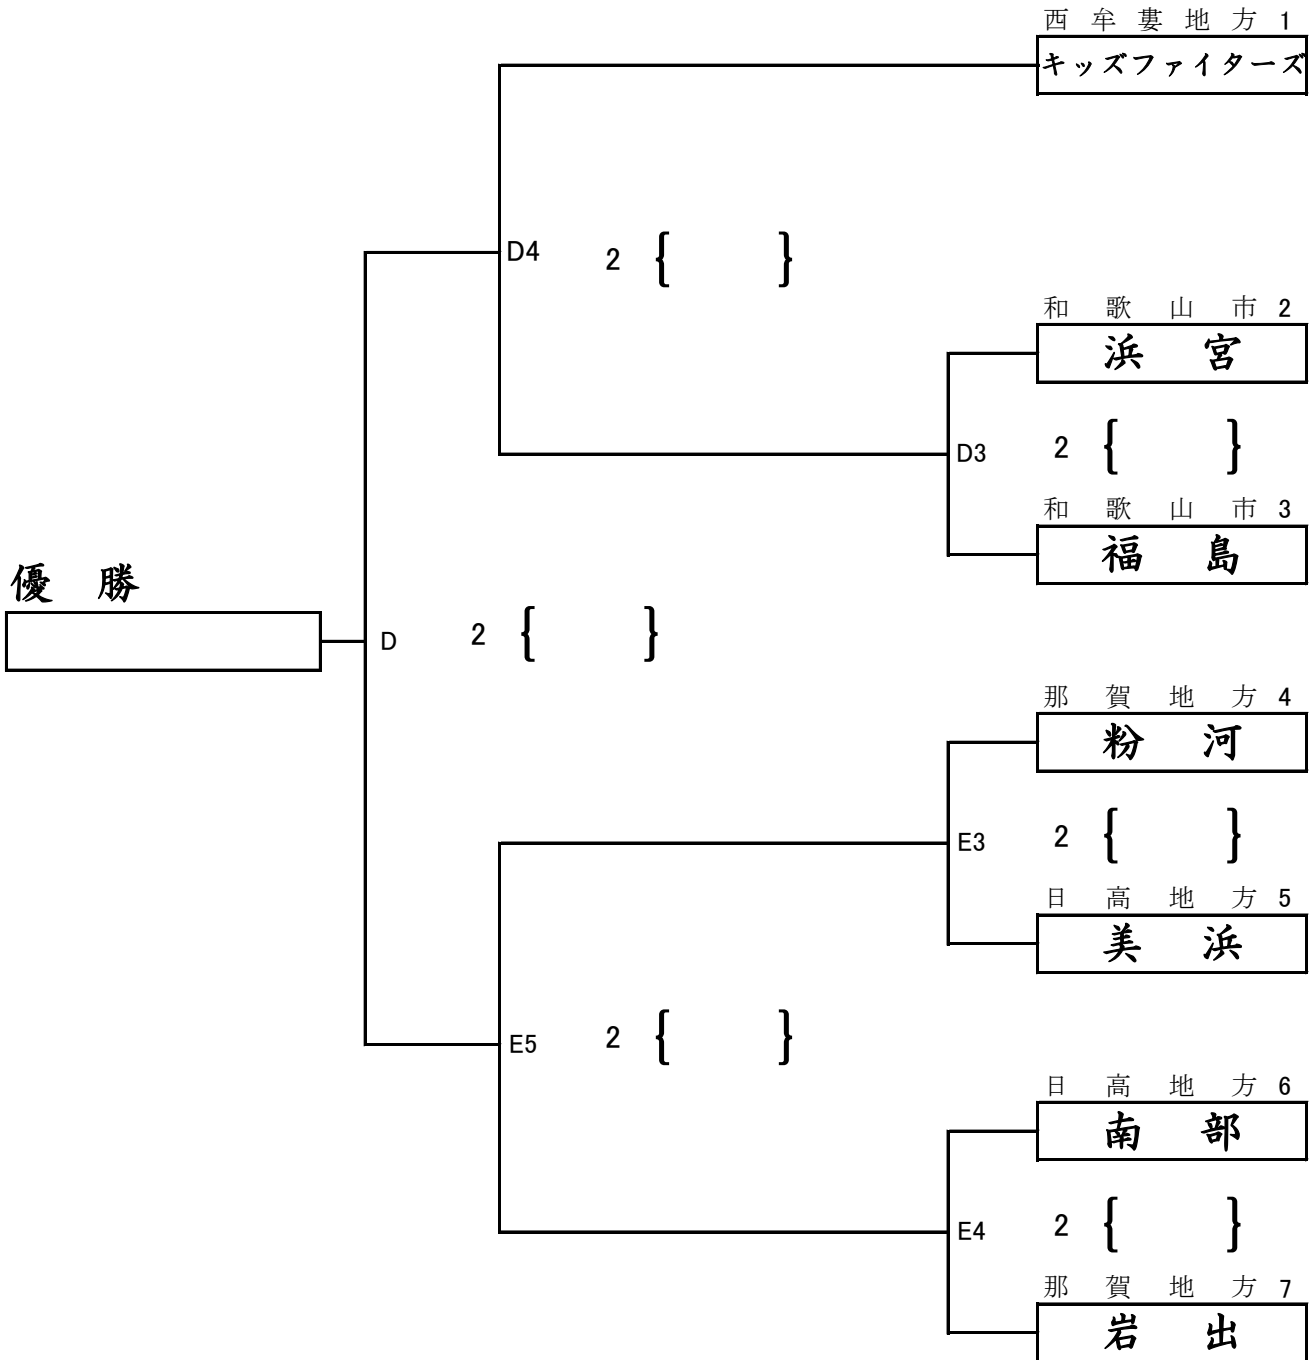 西牟婁地方 1
キッズファイターズ
D4 2 { }
和歌山市 2
浜宮
D3 2 { }
和歌山市 3
福島
優勝
D 2 { }
那賀地方 4
粉河
E3 2 { }
日高地方 5
美浜
E5 2 { }
日高地方 6
南部
E4 2 { }
那賀地方 7
岩出